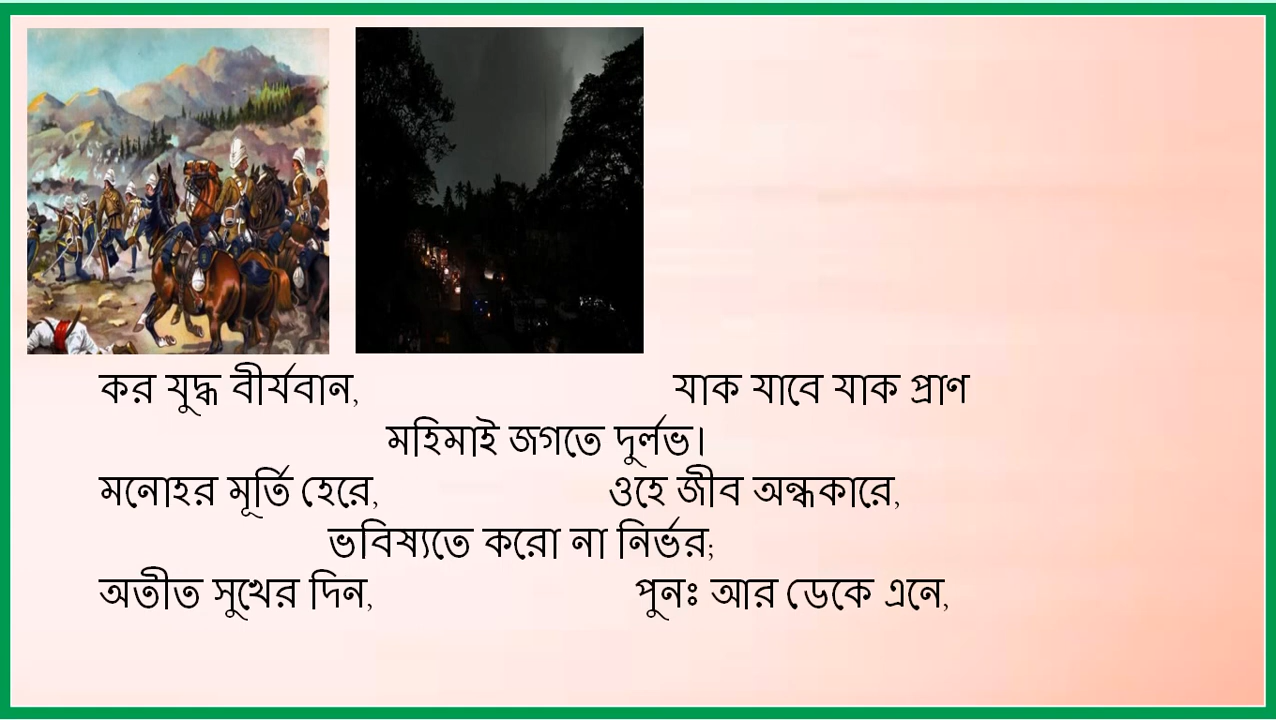 কর যুদ্ধ বীর্যবান, যাক যাবে যাক প্রাণ
মহিমাই জগতে দুর্লভ।
মনোহর মূর্তি হেরে, ওহে জীব অন্ধকারে,
ভবিষ্যতে করো না নির্ভর;
অতীত সুখের দিন, পুনঃ আর ডেকে এনে,